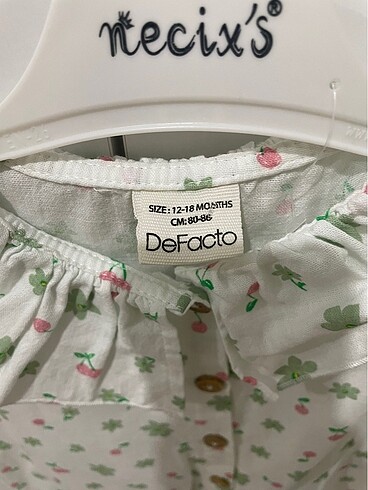 necix's®
SIZE: 12-18 MONTHS
CM: 80-86
DeFacto